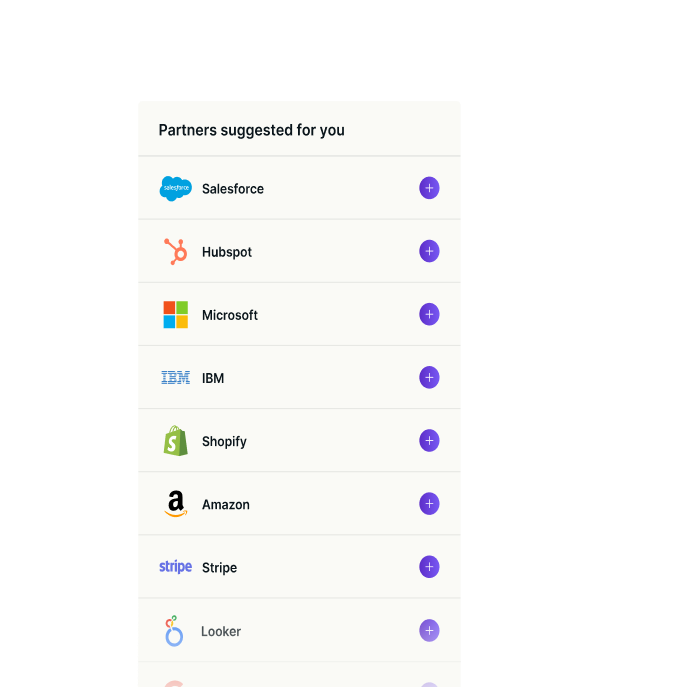 Partners suggested for you
salesforce Salesforce
Hubspot
Microsoft
IBM IBM
Shopify
a Amazon
stripe Stripe
Looker